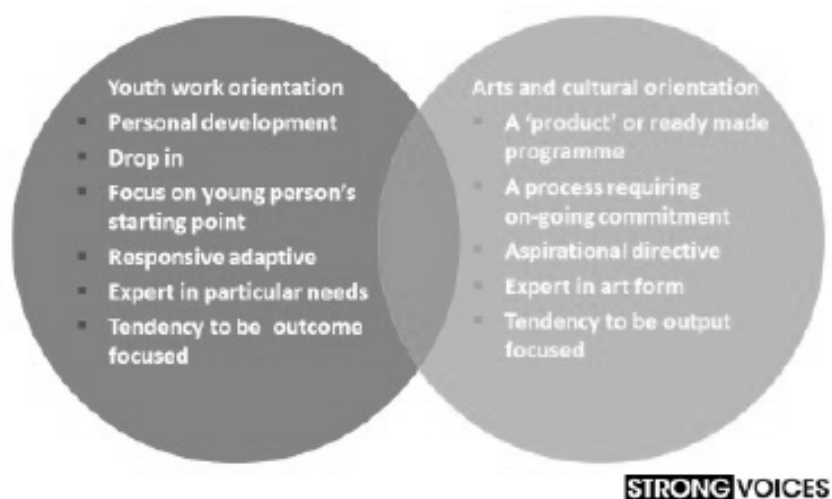 Youth work orientation
Personal development
Drop in
Focus on young person's
starting point
Responsive adaptive
Expert in particular needs
Tendency to be outcome
focused
Arts and cultural orientation
A 'product' or ready made
programme
A process requiring
on-going commitment
Aspirational directive
Expert in art form
Tendency to be output
focused
STRONG VOICES